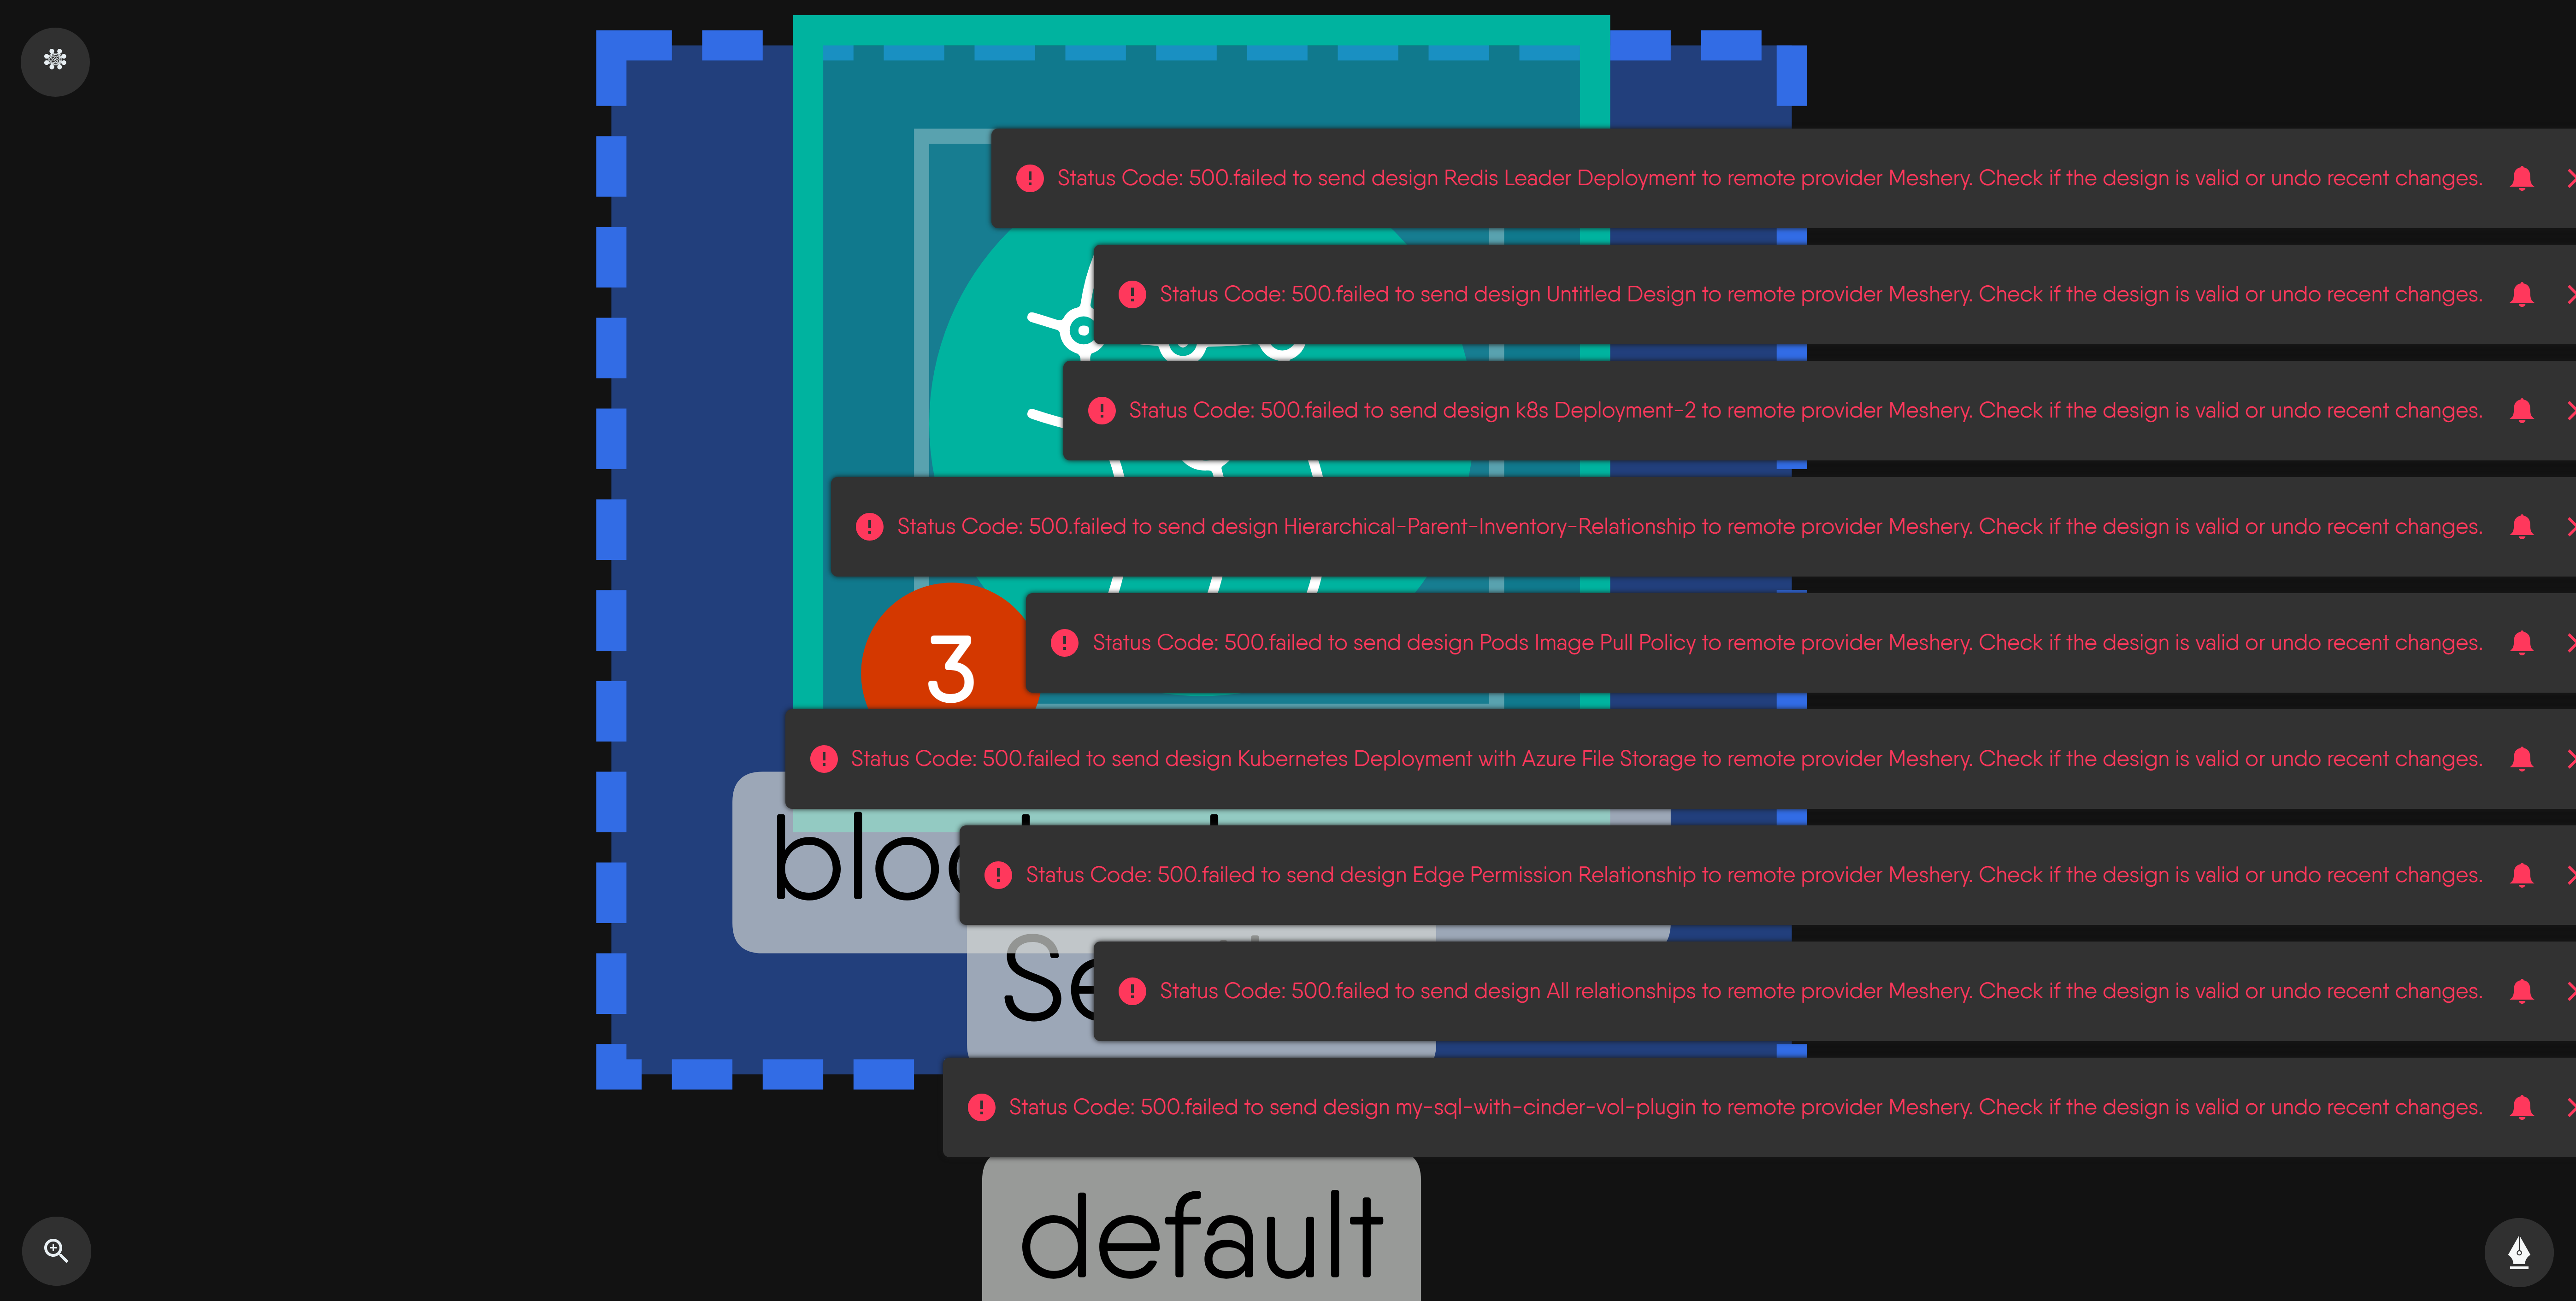 Status Code: 500.failed to send design Redis Leader Deployment to remote provider Meshery. Check if the design is valid or undo recent changes.
Status Code: 500.failed to send design Untitled Design to remote provider Meshery. Check if the design is valid or undo recent changes.
Status Code: 500.failed to send design k8s Deployment-2 to remote provider Meshery. Check if the design is valid or undo recent changes.
Status Code: 500.failed to send design Hierarchical-Parent-Inventory-Relationship to remote provider Meshery. Check if the design is valid or undo recent changes.
3
Status Code: 500.failed to send design Pods Image Pull Policy to remote provider Meshery. Check if the design is valid or undo recent changes.
Status Code: 500.failed to send design Kubernetes Deployment with Azure File Storage to remote provider Meshery. Check if the design is valid or undo recent changes.
Status Code: 500.failed to send design Edge Permission Relationship to remote provider Meshery. Check if the design is valid or undo recent changes.
Status Code: 500.failed to send design All relationships to remote provider Meshery. Check if the design is valid or undo recent changes.
Status Code: 500.failed to send design my-sql-with-cinder-vol-plugin to remote provider Meshery. Check if the design is valid or undo recent changes.
default